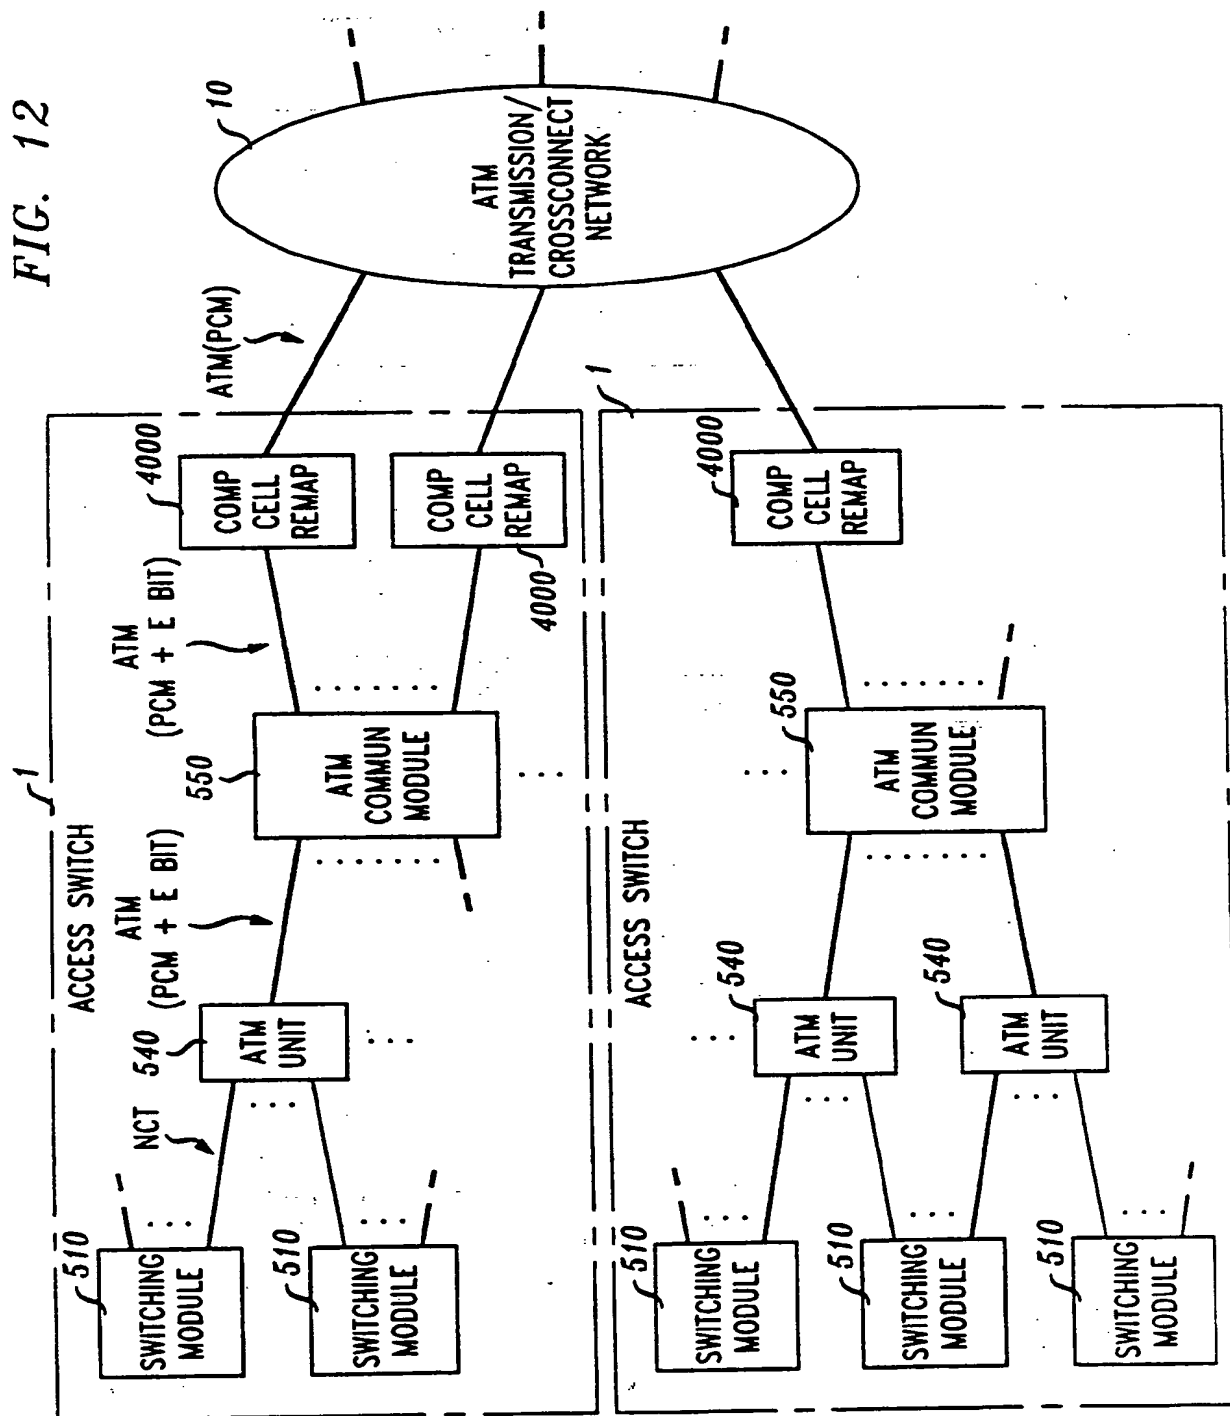 FIG. 12
ACCESS SWITCH
1
510
SWITCHING
MODULE
510
SWITCHING
MODULE
NCT
540
ATM
UNIT
ATM
(PCM + E BIT)
550
ATM
COMMUN
MODULE
ATM
(PCM + E BIT)
4000
COMP
CELL
REMAP
COMP
CELL
REMAP
4000
ATM(PCM)
10
ATM
TRANSMISSION/
CROSSCONNECT
NETWORK
ACCESS SWITCH
1
510
SWITCHING
MODULE
510
SWITCHING
MODULE
510
SWITCHING
MODULE
540
ATM
UNIT
540
ATM
UNIT
550
ATM
COMMUN
MODULE
4000
COMP
CELL
REMAP